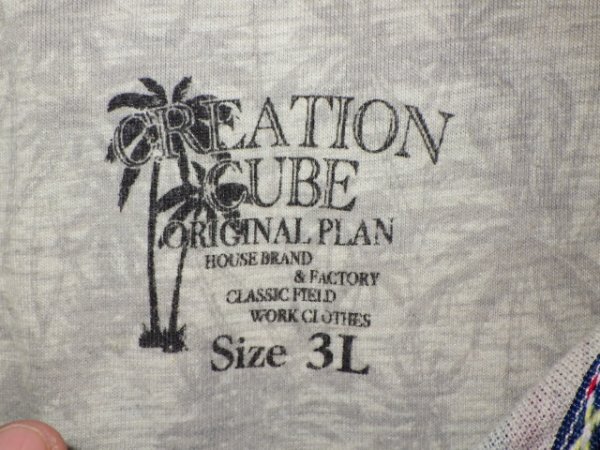 CREATION
CUBE
ORIGINAL PLAN
HOUSE BRAND
& FACTORY
CLASSIC FIELD
WORK CLOTHES
Size 3L